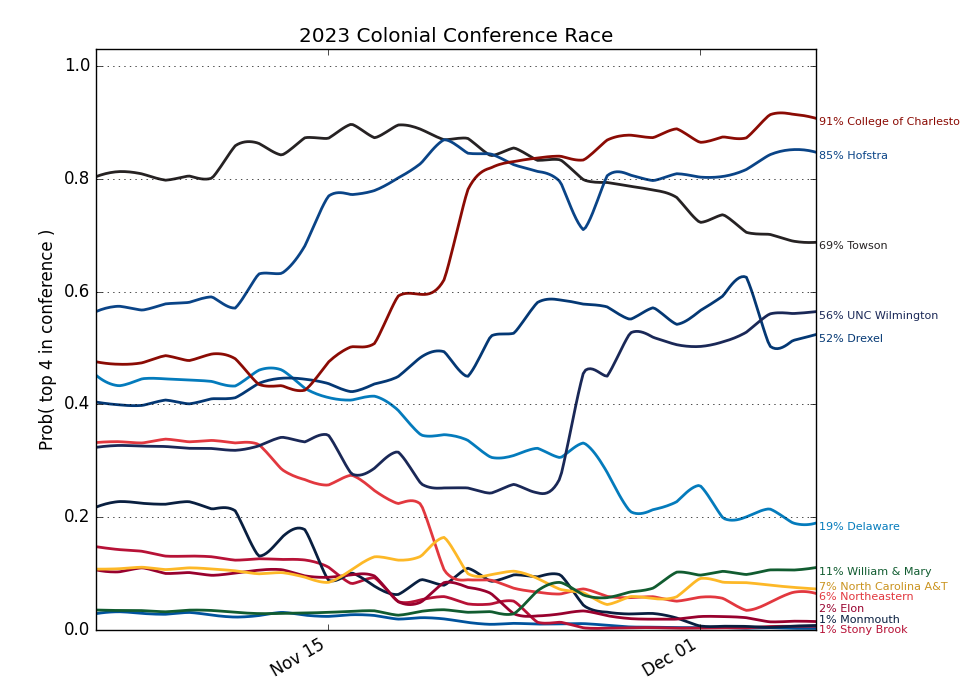 2023 Colonial Conference Race
Prob( top 4 in conference )
1.0
0.8
0.6
0.4
0.2
0.0
Nov 15
Dec 01
91% College of Charlesto
85% Hofstra
69% Towson
56% UNC Wilmington
52% Drexel
19% Delaware
11% William & Mary
7% North Carolina A&T
6% Northeastern
2% Elon
1% Monmouth
1% Stony Brook